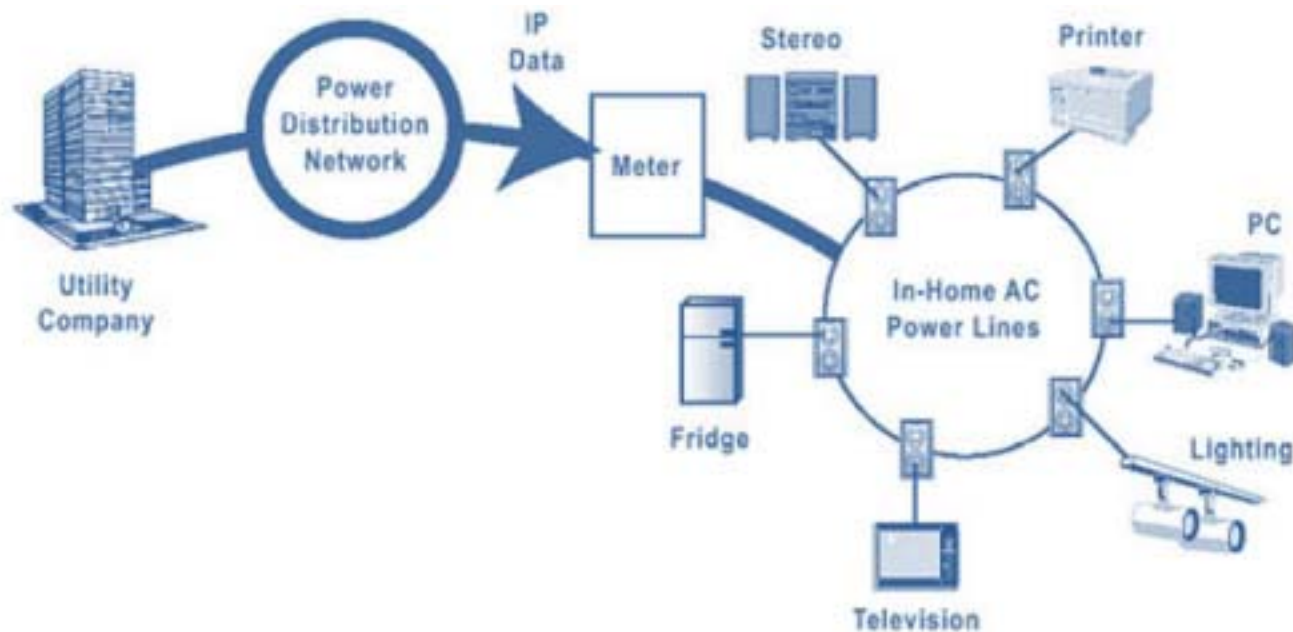 IP
Data
Stereo
Printer
Power
Distribution
Network
Meter
PC
Utility
Company
In-Home AC
Power Lines
Fridge
Lighting
Television